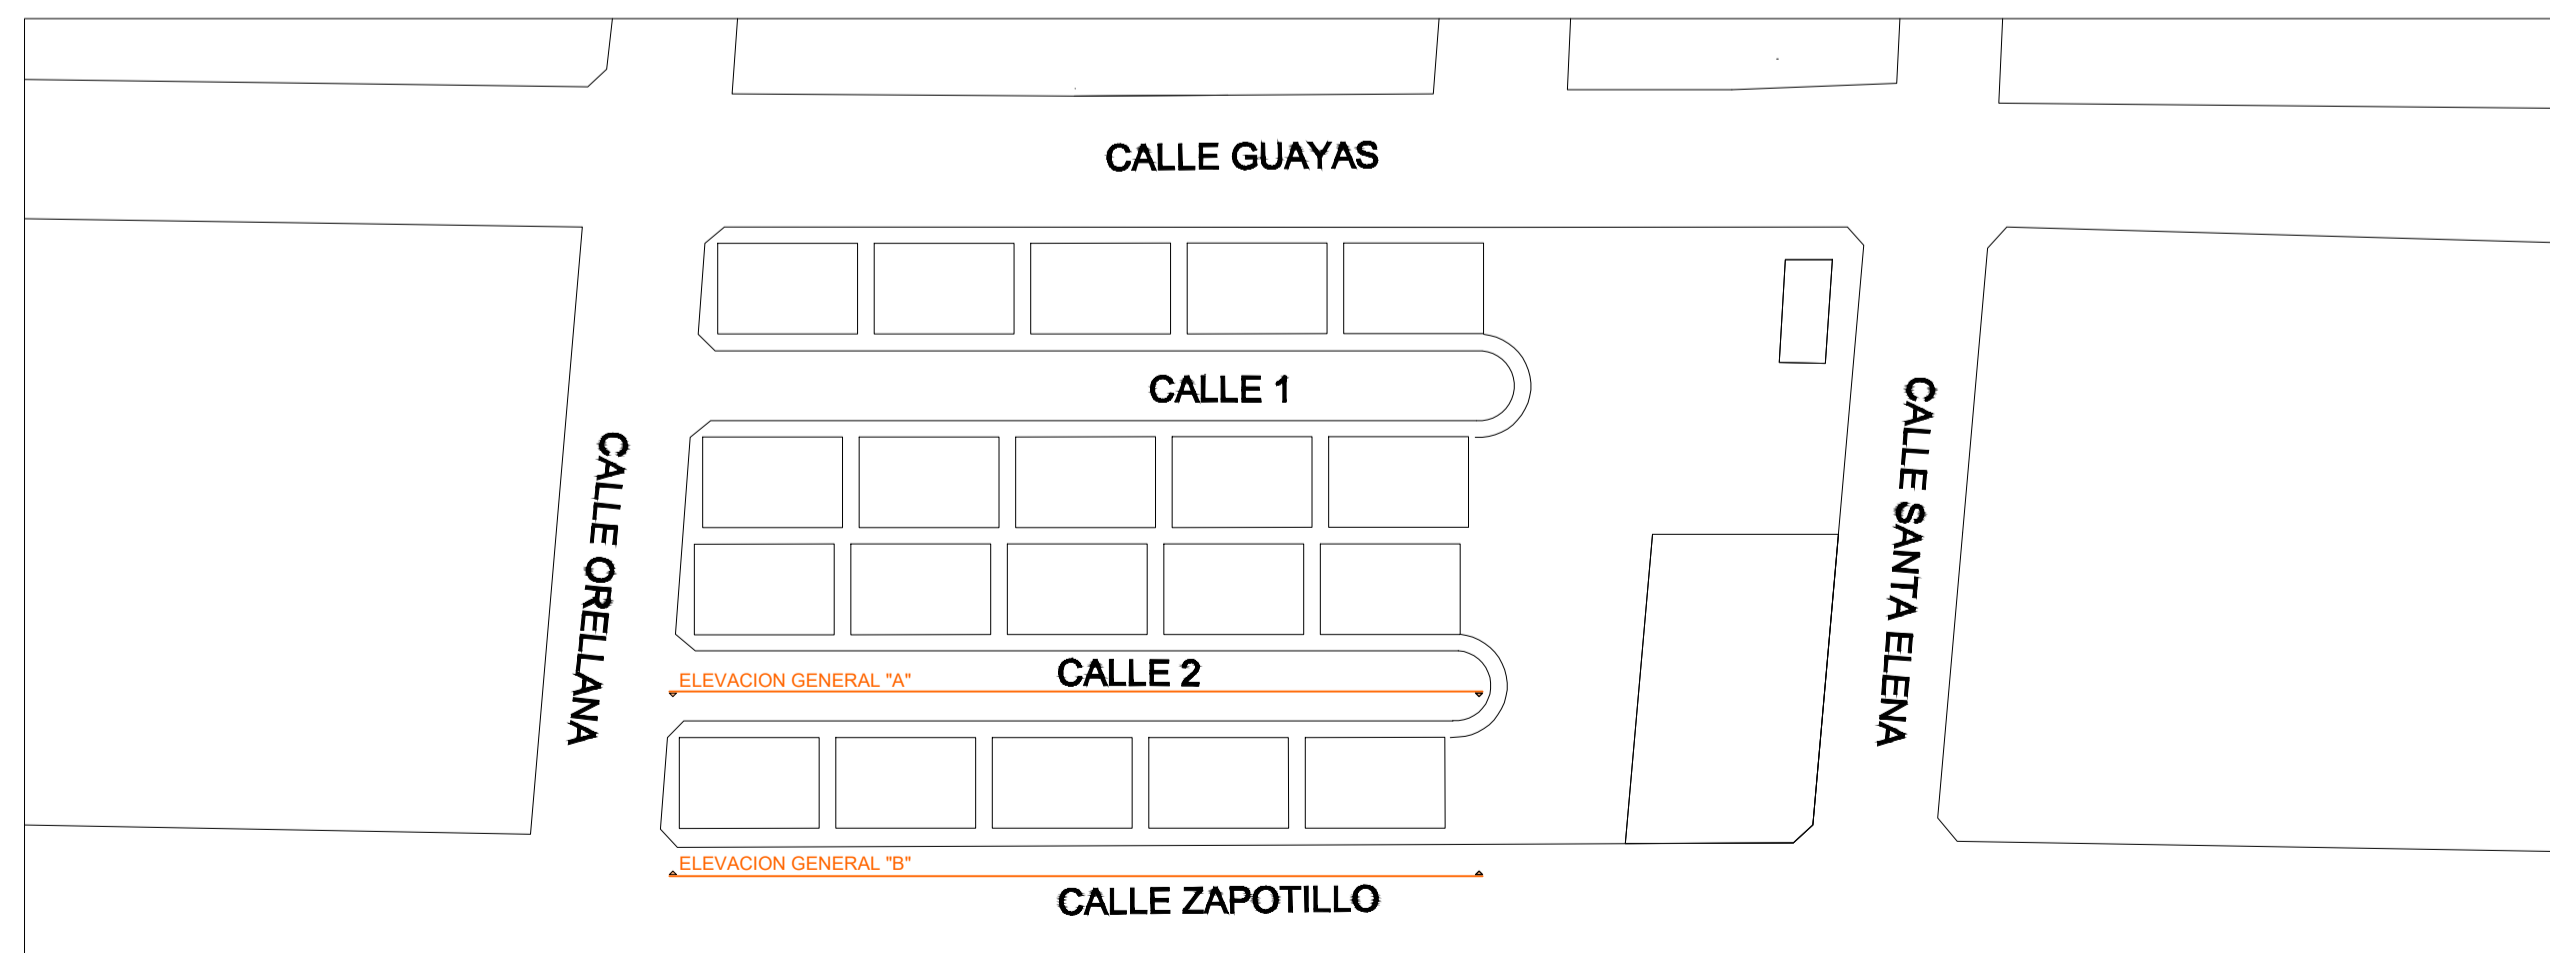 CALLE GUAYAS
CALLE 1
CALLE SANTA ELENA
CALLE ORELLANA
CALLE 2
ELEVACION GENERAL "A"
ELEVACION GENERAL "B"
CALLE ZAPOTILLO